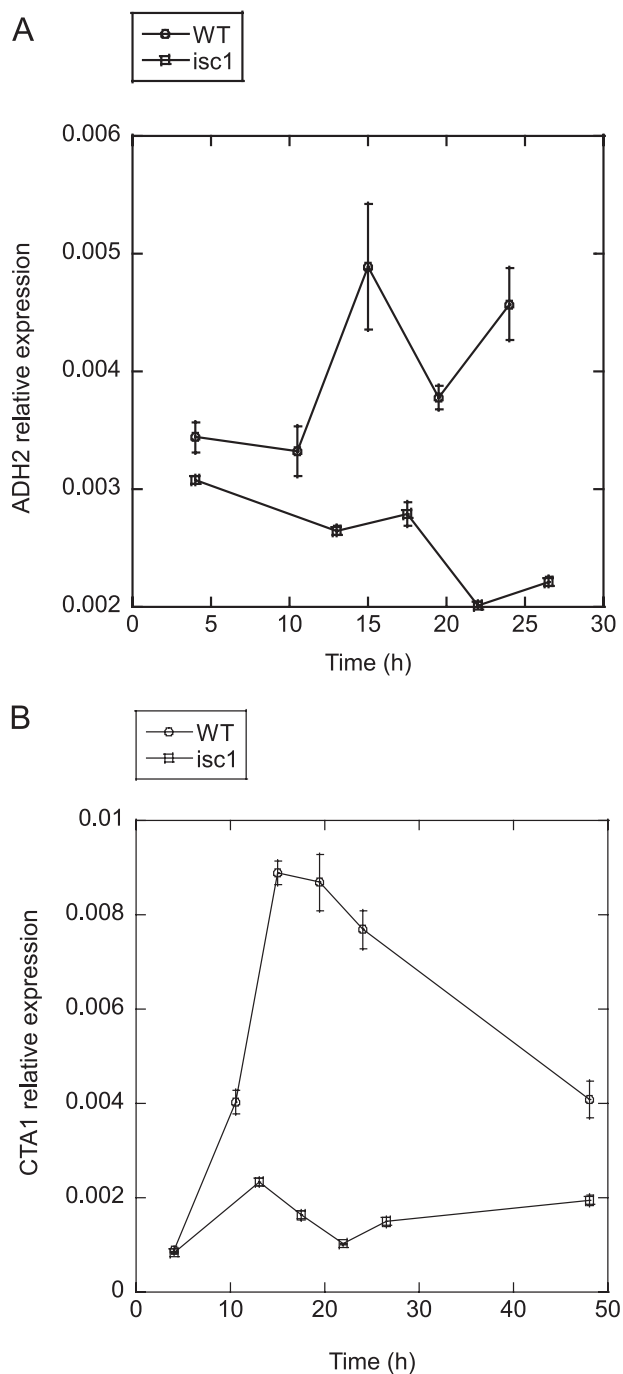 A
WT
isc1
0.006
0.005
0.004
0.003
0.002
ADH2 relative expression
0 5 10 15 20 25 30
Time (h)
B
WT
isc1
0.01
0.008
0.006
0.004
0.002
0
CTA1 relative expression
0 10 20 30 40 50
Time (h)